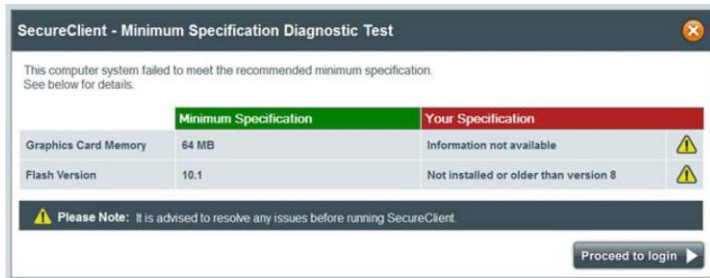 SecureClient - Minimum Specification Diagnostic Test
This computer system failed to meet the recommended minimum specification.
See below for details.
Minimum Specification Your Specification
Graphics Card Memory 64 MB Information not available
Flash Version 10.1 Not installed or older than version 8
Please Note: It is advised to resolve any issues before running SecureClient.
Proceed to login